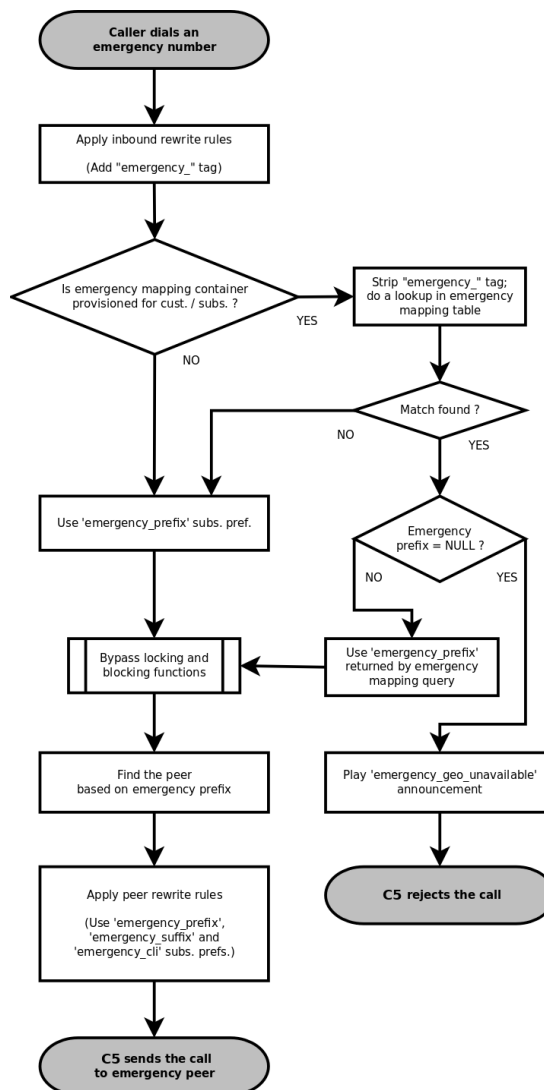 Caller dials an
emergency number
Apply inbound rewrite rules
(Add "emergency_" tag)
Is emergency mapping container
provisioned for cust. / subs. ?
YES
NO
Strip "emergency_" tag;
do a lookup in emergency
mapping table
Match found ?
NO
YES
Use 'emergency_prefix' subs. pref.
Emergency
prefix = NULL ?
NO
YES
Bypass locking and
blocking functions
Use 'emergency_prefix'
returned by emergency
mapping query
Find the peer
based on emergency prefix
Play 'emergency_geo_unavailable'
announcement
Apply peer rewrite rules
(Use 'emergency_prefix',
'emergency_suffix' and
'emergency_cli' subs. prefs.)
C5 rejects the call
C5 sends the call
to emergency peer